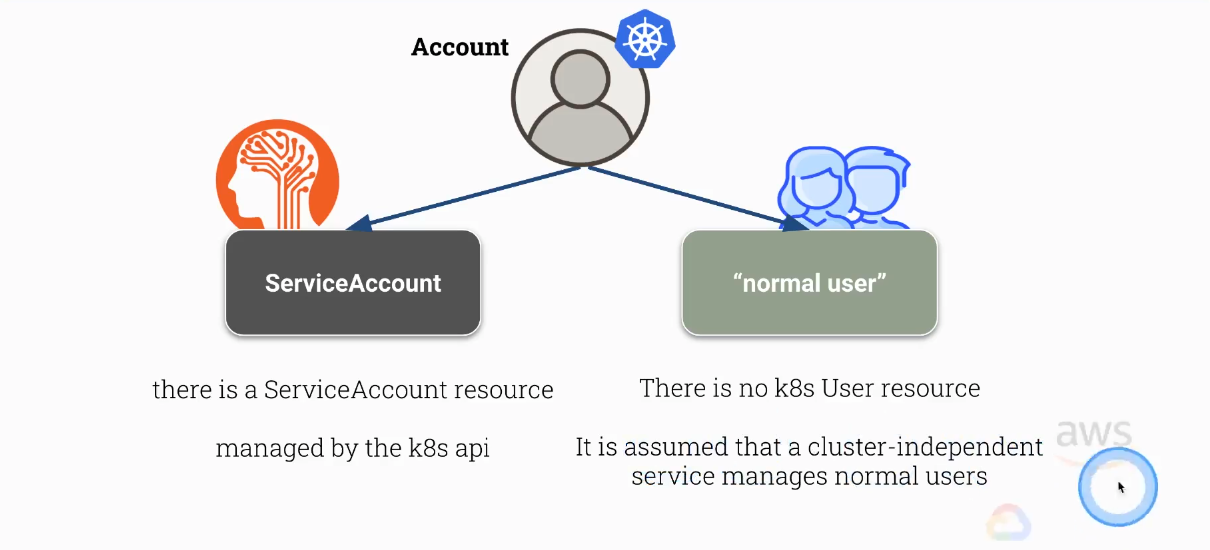 Account
ServiceAccount
“normal user”
there is a ServiceAccount resource
managed by the k8s api
There is no k8s User resource
It is assumed that a cluster-independent
service manages normal users
aws